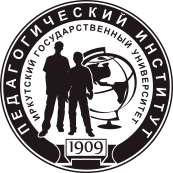 ПЕДАГОГИЧЕСКИЙ ИНСТИТУТ
ИРКУТСКИЙ ГОСУДАРСТВЕННЫЙ УНИВЕРСИТЕТ
1909